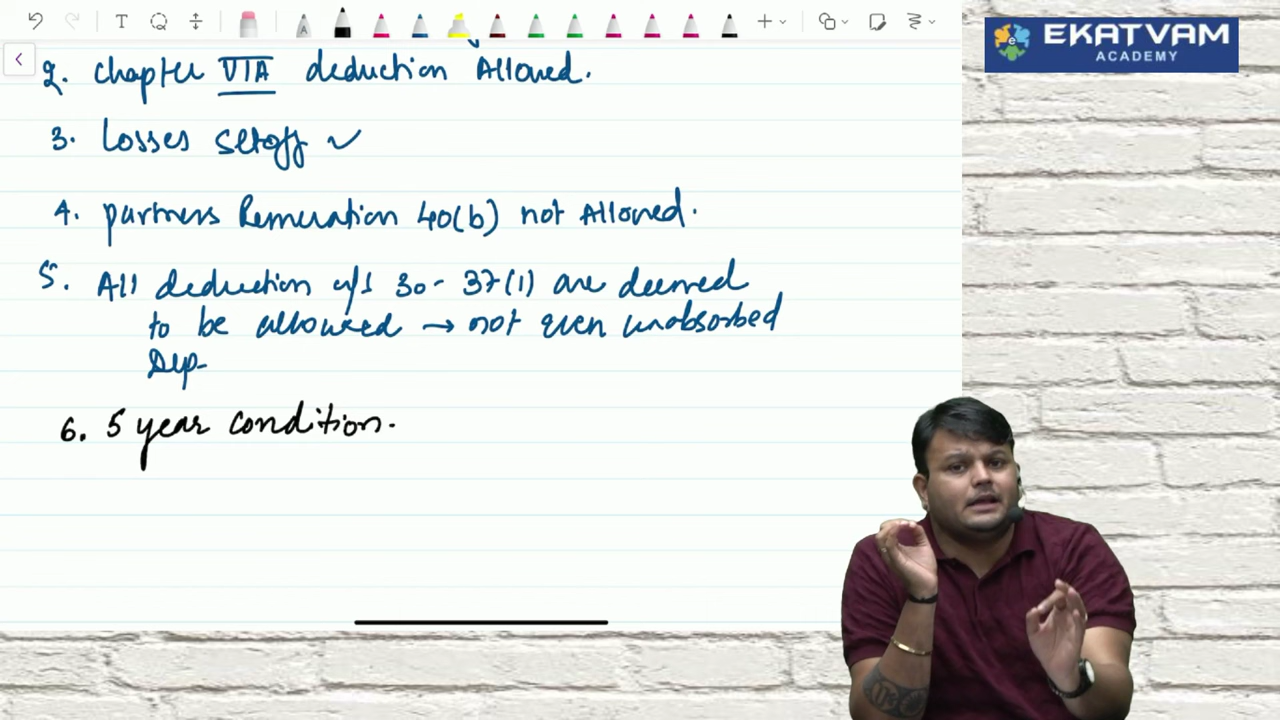 EKATVAM
ACADEMY
2. Chapter VIA deduction Allowed.
3. Losses Setoff ✓
4. partners Remuration 40(b) not Allowed.
5. All deduction u/s 30-37(1) are deemed
to be allowed → not even unabsorbed
Dep-
6. 5 year condition.